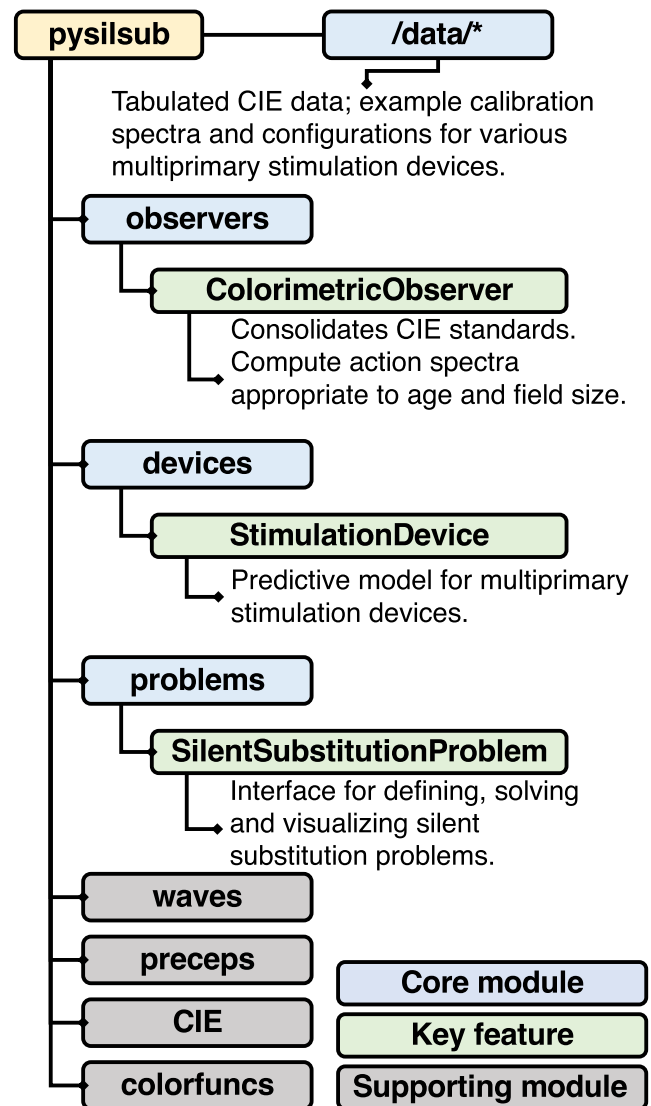 pysilsub
/data/*
Tabulated CIE data; example calibration
spectra and configurations for various
multiprimary stimulation devices.
observers
ColorimetricObserver
Consolidates CIE standards.
Compute action spectra
appropriate to age and field size.
devices
StimulationDevice
Predictive model for multiprimary
stimulation devices.
problems
SilentSubstitutionProblem
Interface for defining, solving
and visualizing silent
substitution problems.
waves
preceps
CIE
colorfuncs
Core module
Key feature
Supporting module